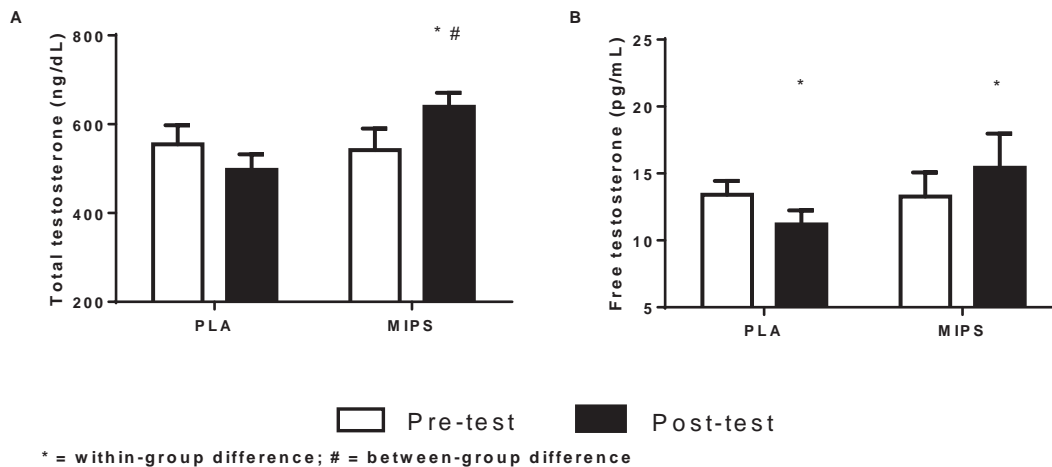 A
Total testosterone (ng/dL)
800
600
400
200
* #
PLA
MIPS
B
Free testosterone (pg/mL)
25
20
15
10
5
*
*
PLA
MIPS
Pre-test
Post-test
* = within-group difference; # = between-group difference